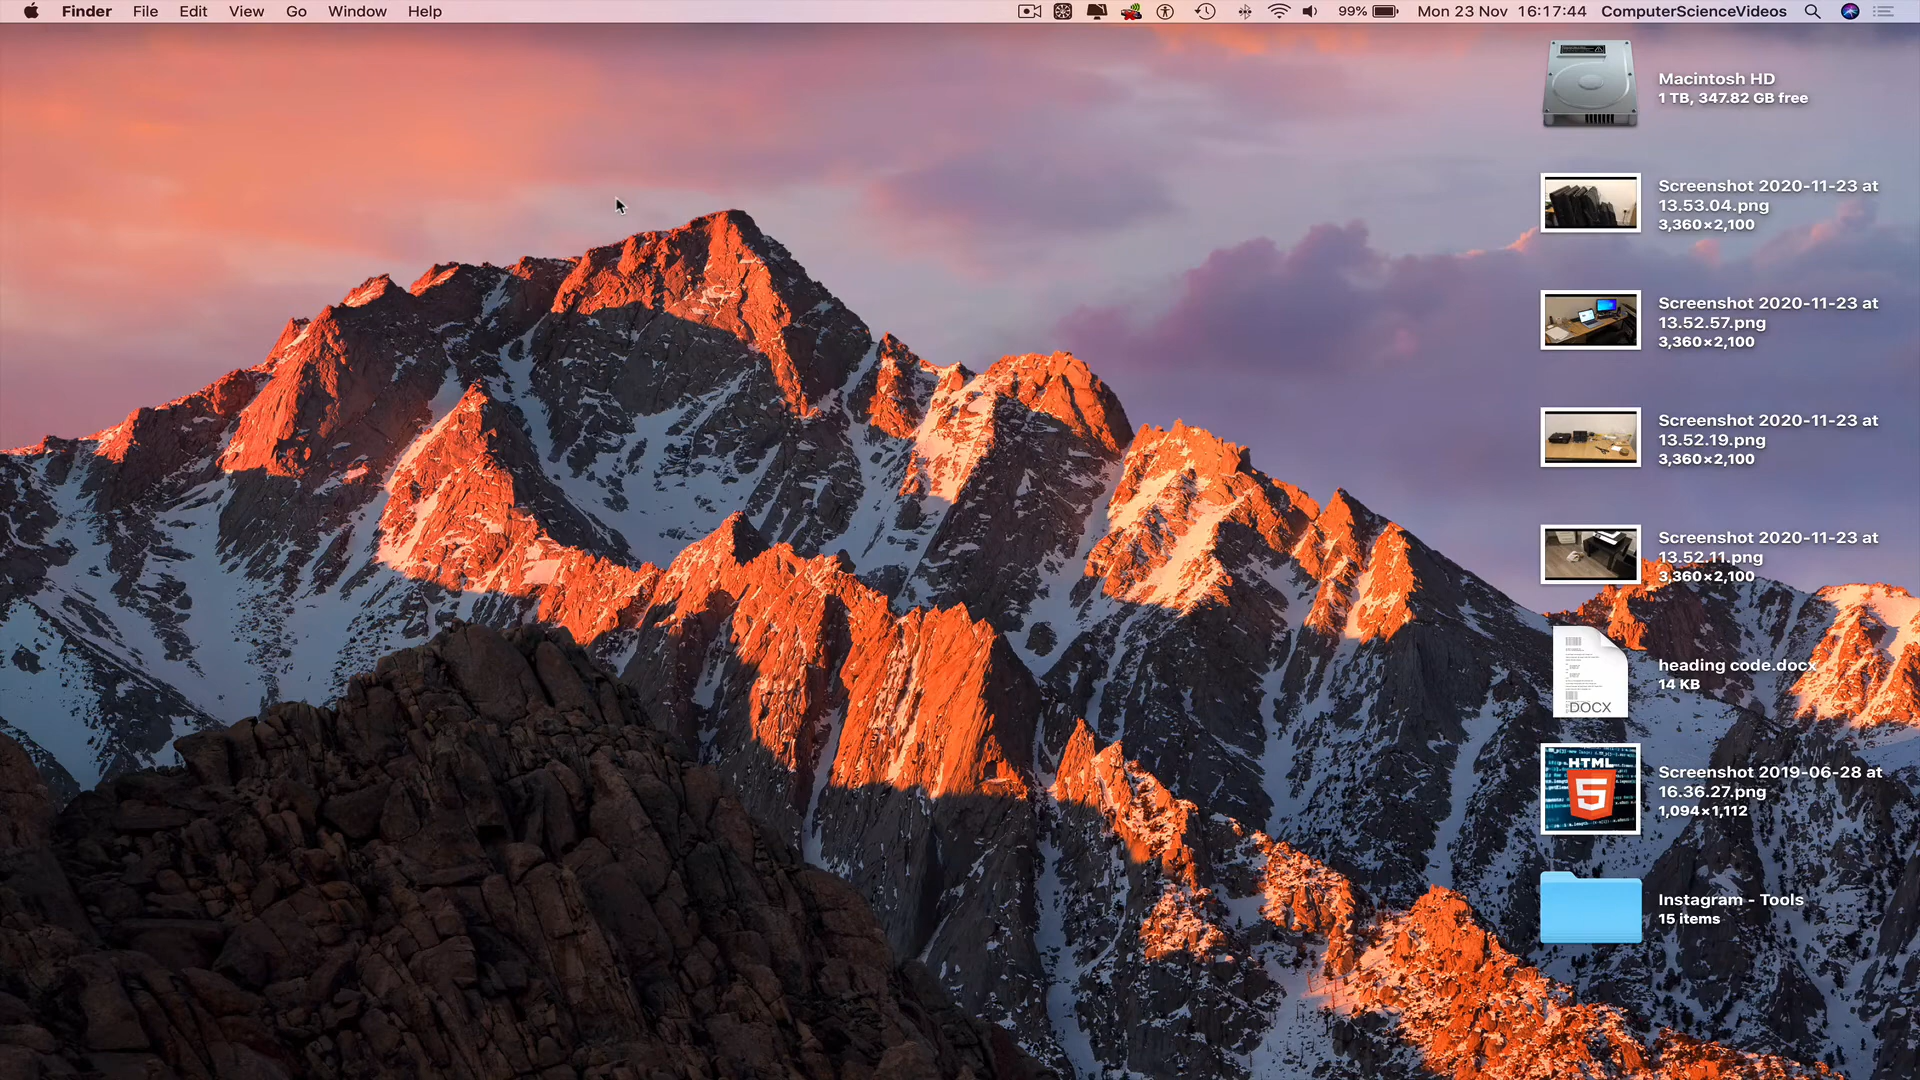 Finder File Edit View Go Window Help 99% Mon 23 Nov 16:17:44 ComputerScienceVideos
Macintosh HD
1 TB, 347.82 GB free
Screenshot 2020-11-23 at
13.53.04.png
3,360×2,100
Screenshot 2020-11-23 at
13.52.57.png
3,360×2,100
Screenshot 2020-11-23 at
13.52.19.png
3,360×2,100
Screenshot 2020-11-23 at
13.52.11.png
3,360×2,100
heading code.docx
14 KB
DOCX
HTML
5
Screenshot 2019-06-28 at
16.36.27.png
1,094×1,112
Instagram - Tools
15 items